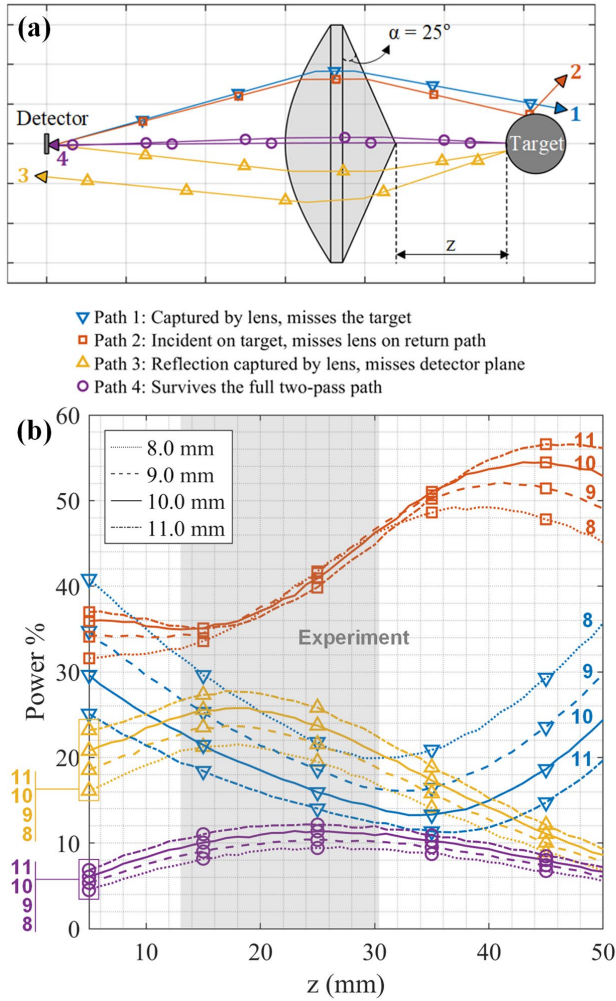 (a)
α = 25°
2
1
Detector
Target
4
3
z
Path 1: Captured by lens, misses the target
Path 2: Incident on target, misses lens on return path
Path 3: Reflection captured by lens, misses detector plane
Path 4: Survives the full two-pass path
(b)
60
50
40
30
20
10
0
Power %
8.0 mm
9.0 mm
10.0 mm
11.0 mm
11
10
9
8
Experiment
8
9
10
11
11
10
9
8
11
10
9
8
10
20
30
40
50
z (mm)